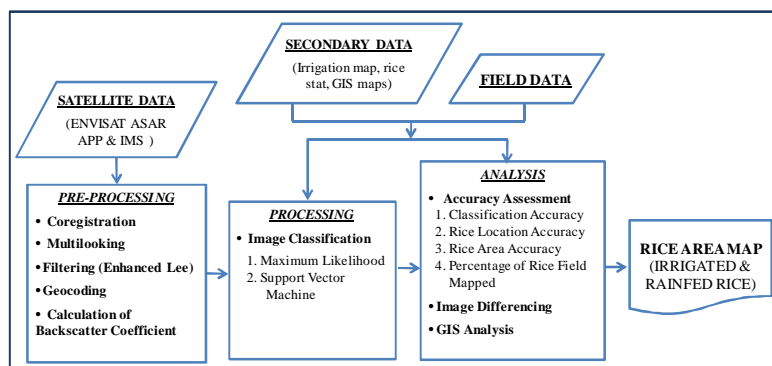 SECONDARY DATA
(Irrigation map, rice
stat, GIS maps)
FIELD DATA
SATELLITE DATA
(ENVISAT ASAR
APP & IMS )
PRE-PROCESSING
• Coregistration
• Multilooking
• Filtering (Enhanced Lee)
• Geocoding
• Calculation of
Backscatter Coefficient
PROCESSING
• Image Classification
1. Maximum Likelihood
2. Support Vector
Machine
ANALYSIS
• Accuracy Assessment
1. Classification Accuracy
2. Rice Location Accuracy
3. Rice Area Accuracy
4. Percentage of Rice Field
Mapped
• Image Differencing
• GIS Analysis
RICE AREA MAP
(IRRIGATED &
RAINFED RICE)